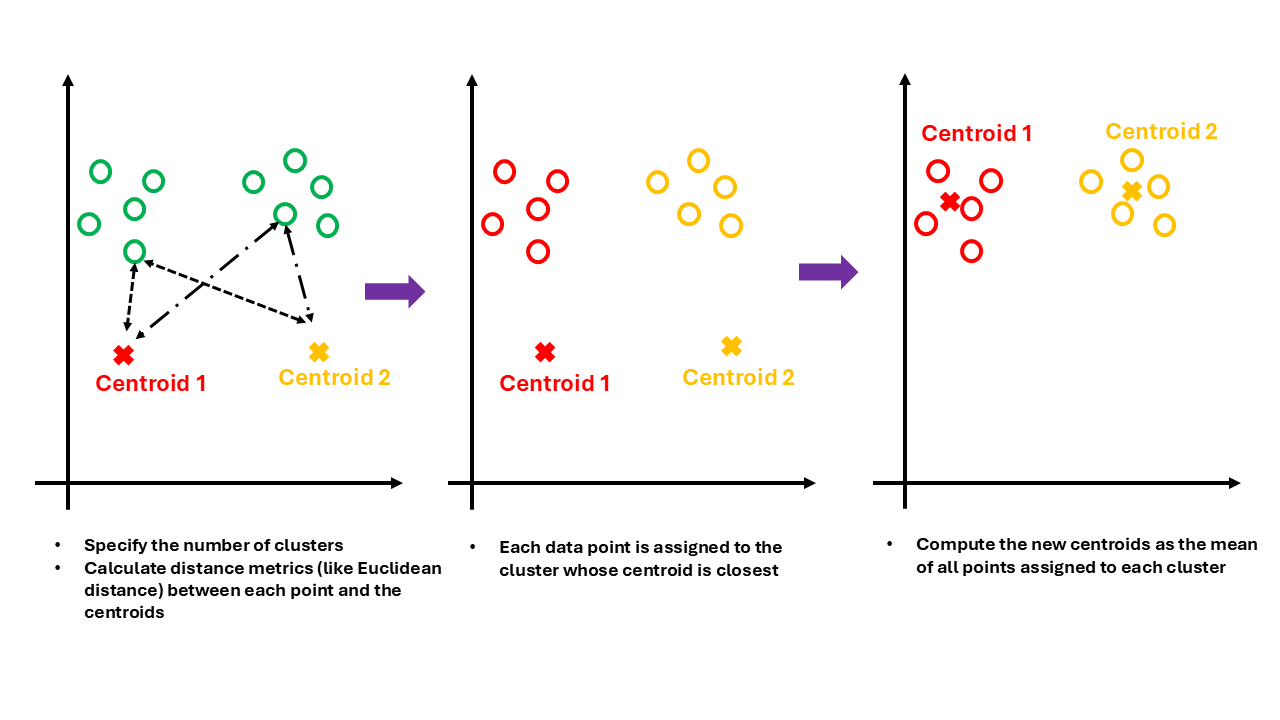 Centroid 1
Centroid 2
Centroid 1
Centroid 2
Centroid 1
Centroid 2
• Specify the number of clusters
• Calculate distance metrics (like Euclidean
distance) between each point and the
centroids
• Each data point is assigned to the
cluster whose centroid is closest
• Compute the new centroids as the mean
of all points assigned to each cluster